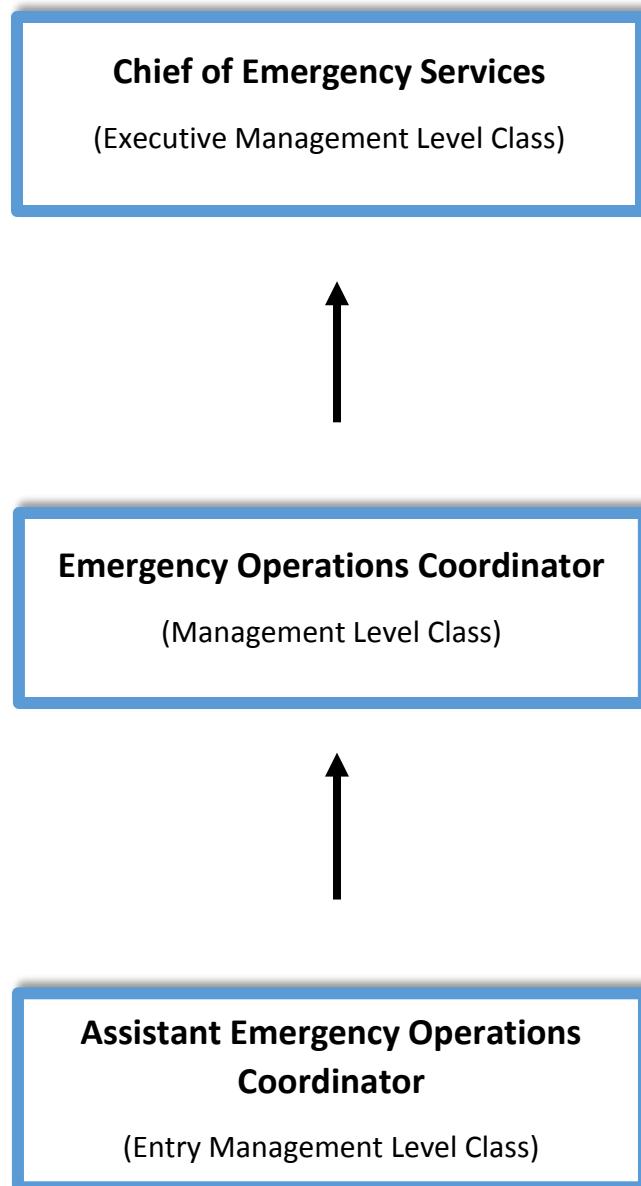 Chief of Emergency Services
(Executive Management Level Class)
Emergency Operations Coordinator
(Management Level Class)
Assistant Emergency Operations
Coordinator
(Entry Management Level Class)